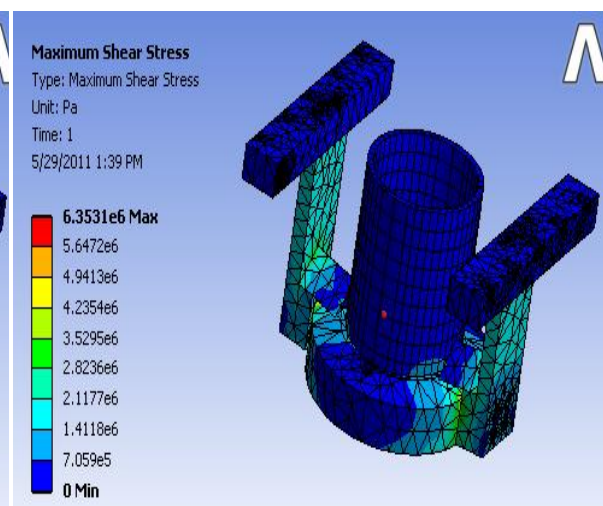 Maximum Shear Stress
Type: Maximum Shear Stress
Unit: Pa
Time: 1
5/29/2011 1:39 PM
6.3531e6 Max
5.6472e6
4.9413e6
4.2354e6
3.5295e6
2.8236e6
2.1177e6
1.4118e6
7.059e5
0 Min